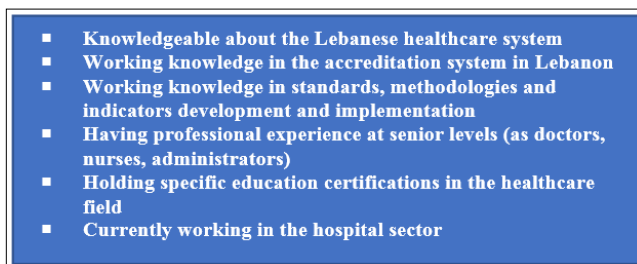 ▪ Knowledgeable about the Lebanese healthcare system
▪ Working knowledge in the accreditation system in Lebanon
▪ Working knowledge in standards, methodologies and
indicators development and implementation
▪ Having professional experience at senior levels (as doctors,
nurses, administrators)
▪ Holding specific education certifications in the healthcare
field
▪ Currently working in the hospital sector